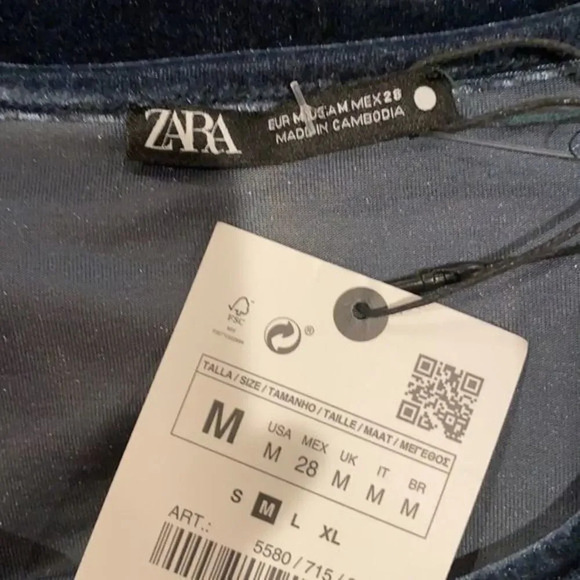 ZARA
EUR M USA M MEX 28
MADE IN CAMBODIA
FSC
®
TALLA / SIZE / TAMANHO / TAILLE / MAAT / ΜΕΓΕΘΟΣ
M
USA MEX UK IT BR
M 28 M M M
S M L XL
ART.:
5580 / 715 /